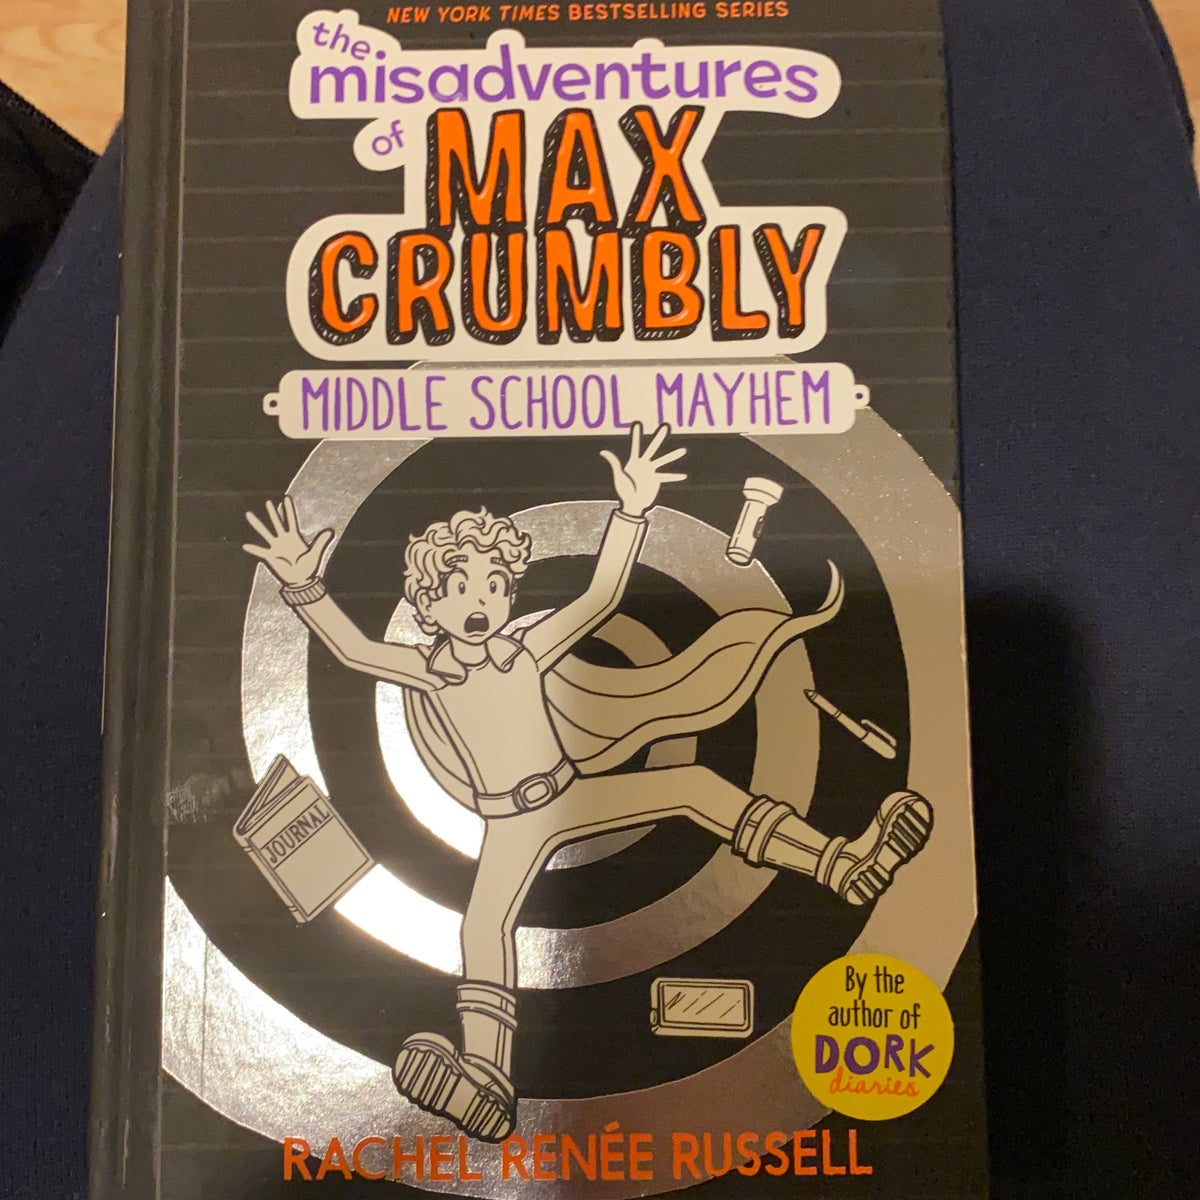 NEW YORK TIMES BESTSELLING SERIES
the
misadventures
of
MAX
CRUMBLY
MIDDLE SCHOOL MAYHEM
JOURNAL
By the
author of
DORK
diaries
RACHEL RENÉE RUSSELL